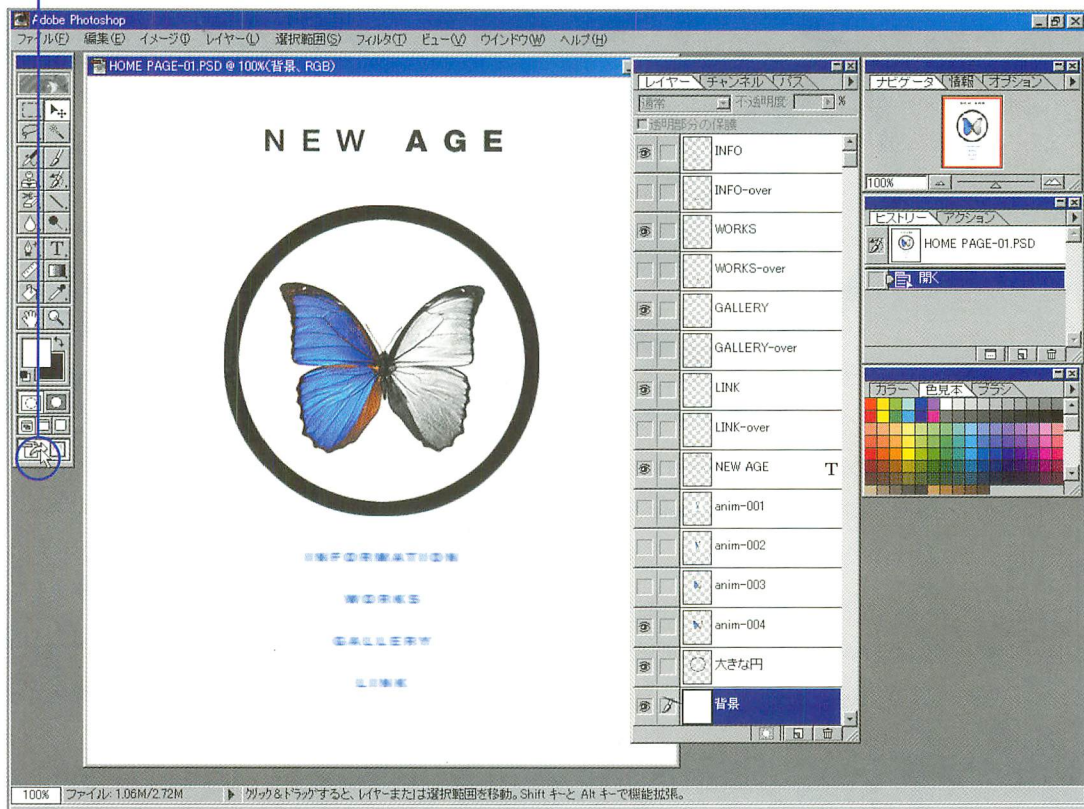 Adobe Photoshop
ファイル(F) 編集(E) イメージ(I) レイヤー(L) 選択範囲(S) フィルタ(T) ビュー(V) ウインドウ(W) ヘルプ(H)
HOME PAGE-01.PSD @ 100%(背景、RGB)
NEW AGE
INFORMATION
WORKS
GALLERY
LINK
レイヤー チャンネル パス
通常 不透明度: %
透明部分の保護
INFO
INFO-over
WORKS
WORKS-over
GALLERY
GALLERY-over
LINK
LINK-over
NEW AGE T
anim-001
anim-002
anim-003
anim-004
大きな円
背景
ナビゲータ 情報 オプション
100%
ヒストリー アクション
HOME PAGE-01.PSD
開く
カラー 色見本 ブラシ
100% ファイル: 1.06M/2.72M クリック&ドラッグすると、レイヤーまたは選択範囲を移動。Shift キーと Alt キーで機能拡張。